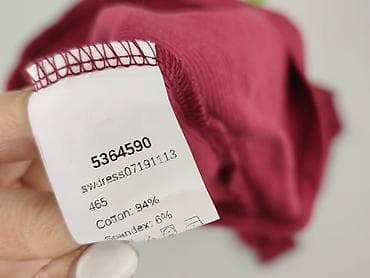 5364590
swdress07191113
465
Cotton: 94%
Spandex: 6%